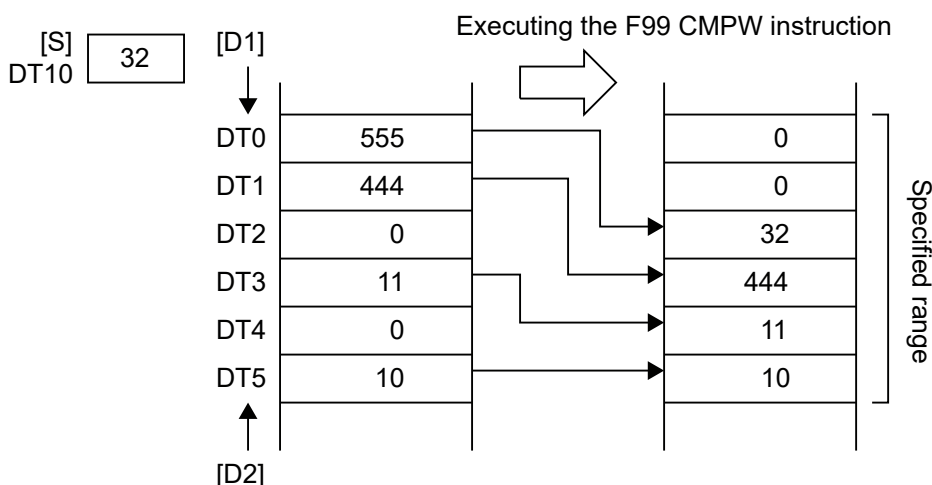 Executing the F99 CMPW instruction
[S]
DT10 32
[D1]
DT0 555 0
DT1 444 0
DT2 0 32
DT3 11 444
DT4 0 11
DT5 10 10
[D2]
Specified range